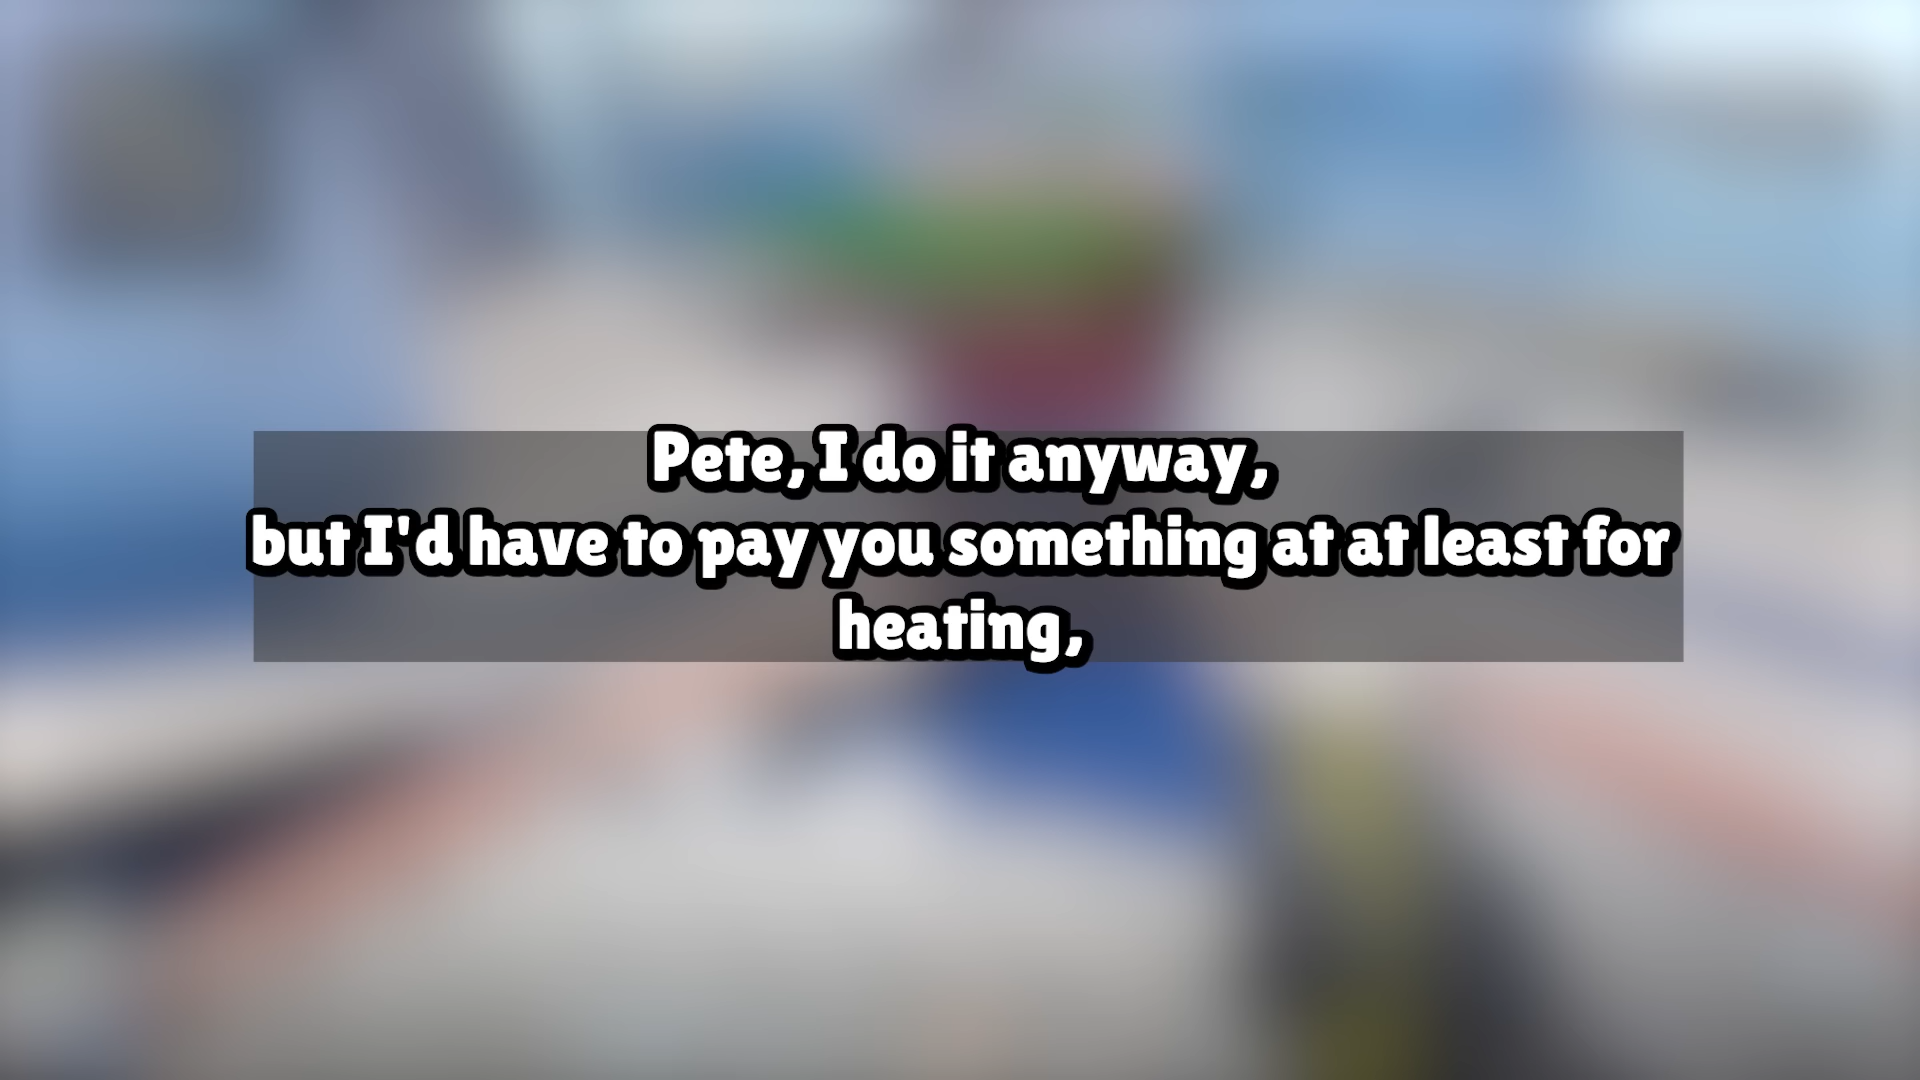 Pete, I do it anyway,
but I'd have to pay you something at at least for
heating,